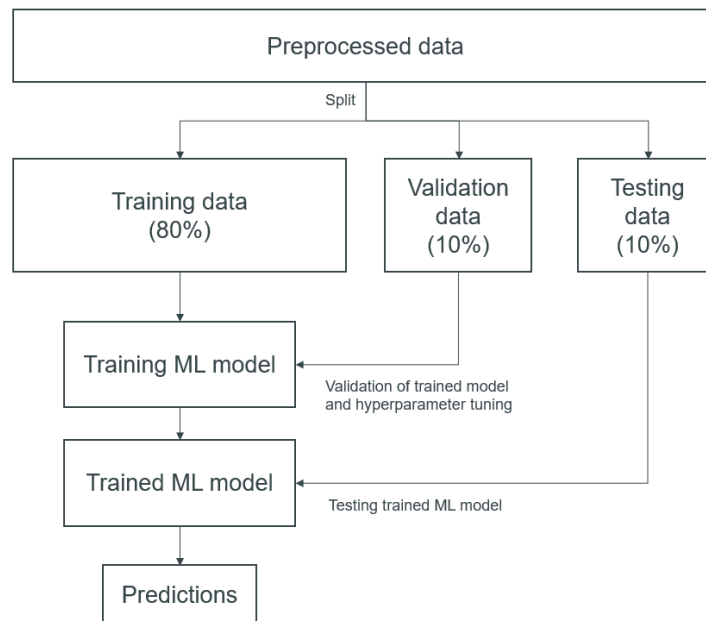 Preprocessed data
Split
Training data
(80%)
Validation
data
(10%)
Testing
data
(10%)
Training ML model
Validation of trained model
and hyperparameter tuning
Trained ML model
Testing trained ML model
Predictions